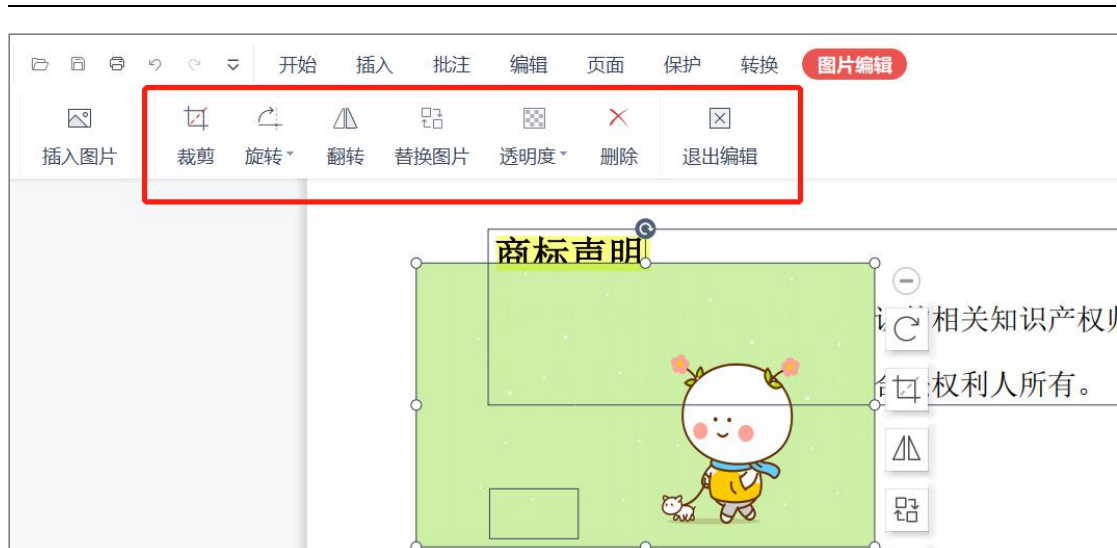 开始 插入 批注 编辑 页面 保护 转换 图片编辑
插入图片 裁剪 旋转 翻转 替换图片 透明度 删除 退出编辑
商标声明
相关知识产权
权利人所有。